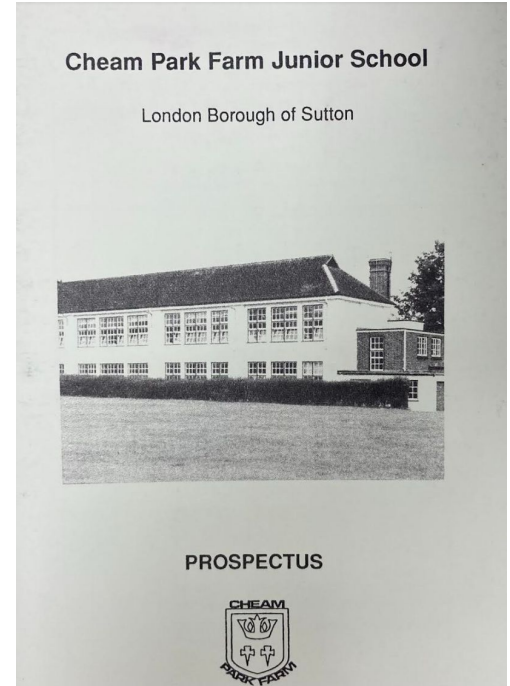 Cheam Park Farm Junior School
London Borough of Sutton
PROSPECTUS
CHEAM
PARK FARM